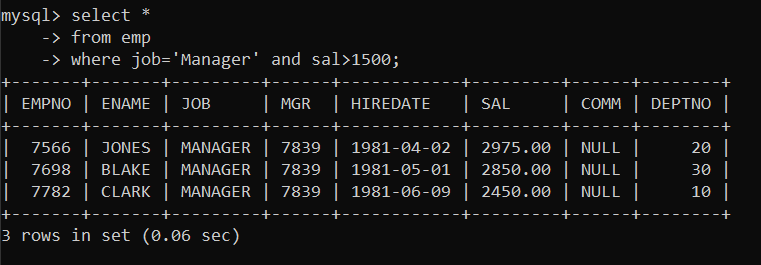 mysql> select *
    -> from emp
    -> where job='Manager' and sal>1500;
+-------+-------+---------+------+------------+---------+------+--------+
| EMPNO | ENAME | JOB     | MGR  | HIREDATE   | SAL     | COMM | DEPTNO |
+-------+-------+---------+------+------------+---------+------+--------+
|  7566 | JONES | MANAGER | 7839 | 1981-04-02 | 2975.00 | NULL |     20 |
|  7698 | BLAKE | MANAGER | 7839 | 1981-05-01 | 2850.00 | NULL |     30 |
|  7782 | CLARK | MANAGER | 7839 | 1981-06-09 | 2450.00 | NULL |     10 |
+-------+-------+---------+------+------------+---------+------+--------+
3 rows in set (0.06 sec)